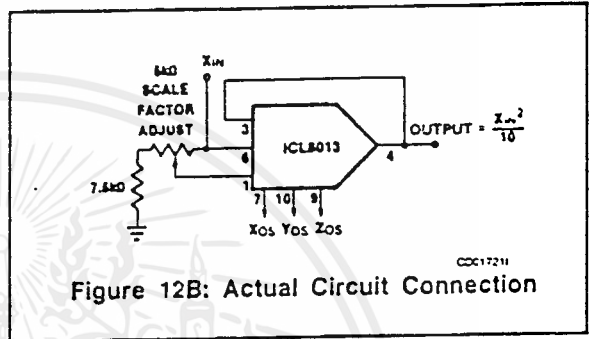 XIN
5kΩ
SCALE
FACTOR
ADJUST
3
6
1
ICL8013
4
OUTPUT = XIN²/10
7.5kΩ
7 10 9
XOS YOS ZOS
CDC1721I
Figure 12B: Actual Circuit Connection